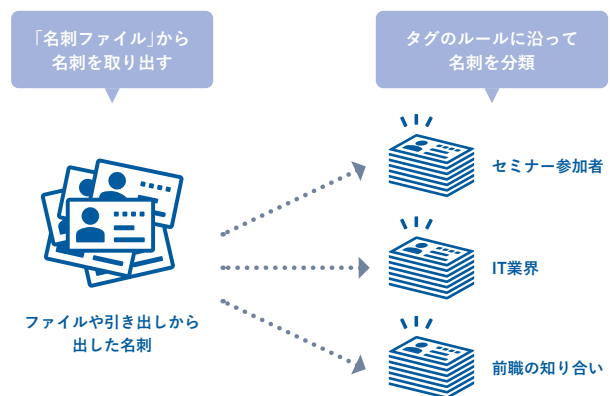 「名刺ファイル」から
名刺を取り出す
タグのルールに沿って
名刺を分類
セミナー参加者
IT業界
前職の知り合い
ファイルや引き出しから
出した名刺